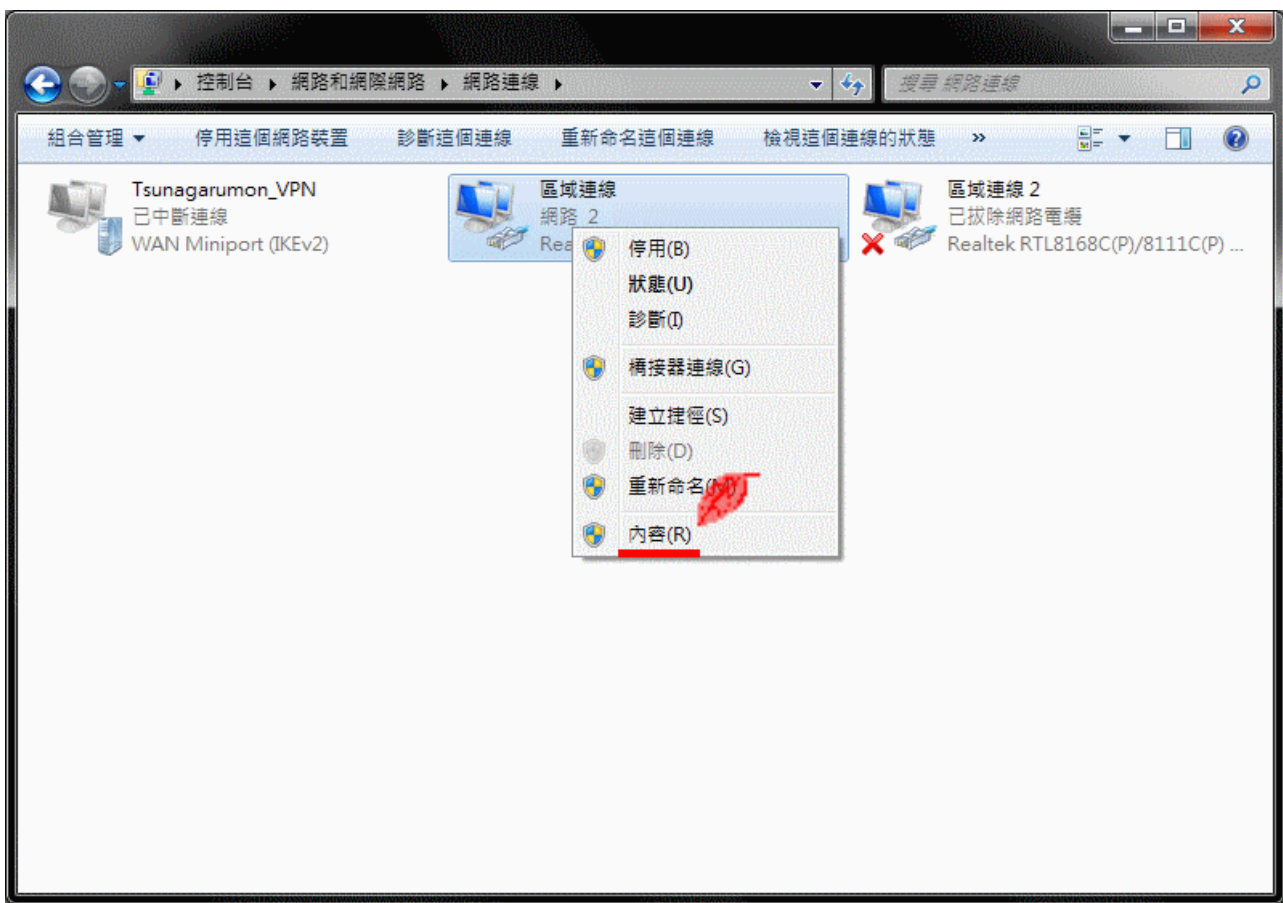 控制台 ▸ 網路和網際網路 ▸ 網路連線 ▸
搜尋 網路連線
組合管理 ▼ 停用這個網路裝置 診斷這個連線 重新命名這個連線 檢視這個連線的狀態 »
Tsunagarumon_VPN
已中斷連線
WAN Miniport (IKEv2)
區域連線
網路 2
Rea
區域連線 2
已拔除網路電纜
Realtek RTL8168C(P)/8111C(P) ...
停用(B)
狀態(U)
診斷(I)
橋接器連線(G)
建立捷徑(S)
刪除(D)
重新命名(M)
內容(R)